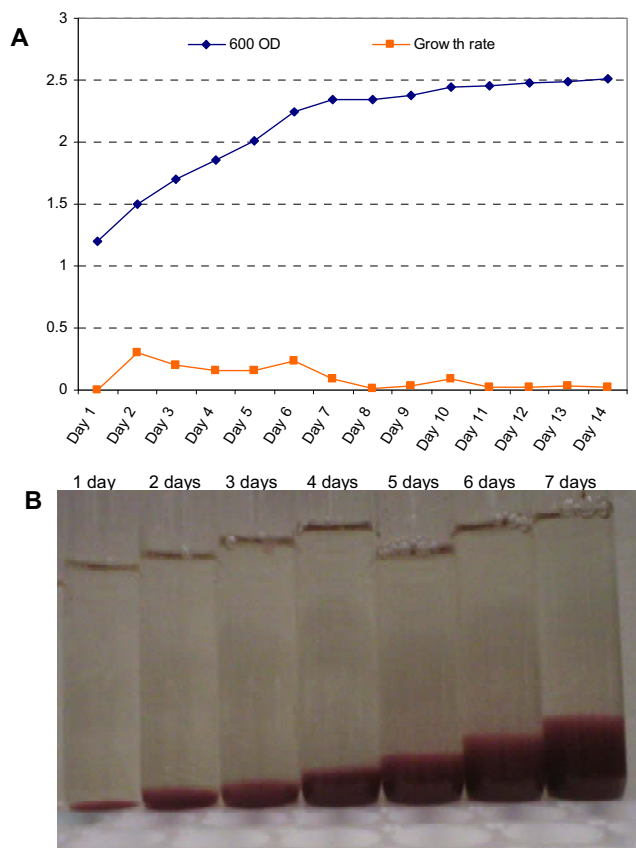 A
3
600 OD
Growth rate
2.5
2
1.5
1
0.5
0
Day 1
Day 2
Day 3
Day 4
Day 5
Day 6
Day 7
Day 8
Day 9
Day 10
Day 11
Day 12
Day 13
Day 14
1 day 2 days 3 days 4 days 5 days 6 days 7 days
B